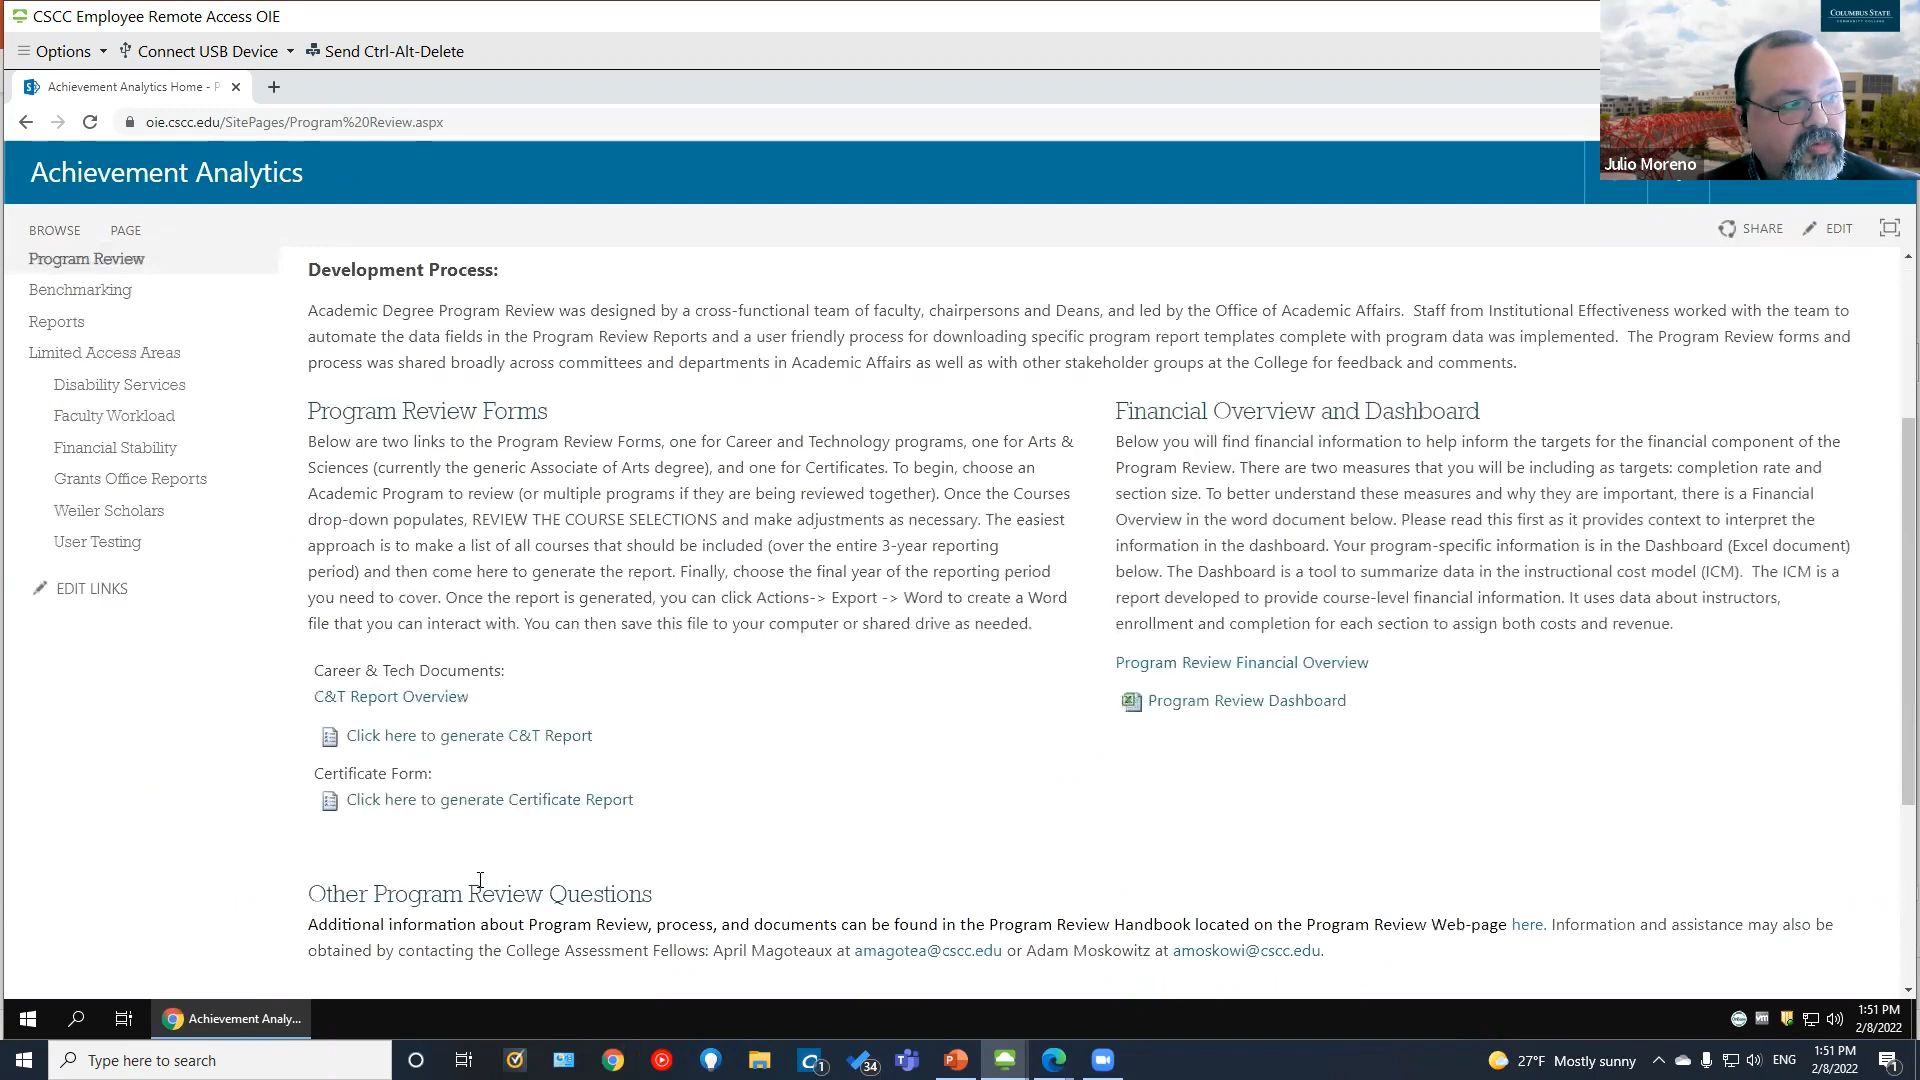 CSCC Employee Remote Access OIE
Options Connect USB Device Send Ctrl-Alt-Delete
COLUMBUS STATE
Achievement Analytics Home - P
oie.cscc.edu/SitePages/Program%20Review.aspx
Julio Moreno
Achievement Analytics
BROWSE PAGE
SHARE EDIT
Program Review
Benchmarking
Reports
Limited Access Areas
Disability Services
Faculty Workload
Financial Stability
Grants Office Reports
Weiler Scholars
User Testing
EDIT LINKS
Development Process:
Academic Degree Program Review was designed by a cross-functional team of faculty, chairpersons and Deans, and led by the Office of Academic Affairs. Staff from Institutional Effectiveness worked with the team to
automate the data fields in the Program Review Reports and a user friendly process for downloading specific program report templates complete with program data was implemented. The Program Review forms and
process was shared broadly across committees and departments in Academic Affairs as well as with other stakeholder groups at the College for feedback and comments.
Program Review Forms
Below are two links to the Program Review Forms, one for Career and Technology programs, one for Arts &
Sciences (currently the generic Associate of Arts degree), and one for Certificates. To begin, choose an
Academic Program to review (or multiple programs if they are being reviewed together). Once the Courses
drop-down populates, REVIEW THE COURSE SELECTIONS and make adjustments as necessary. The easiest
approach is to make a list of all courses that should be included (over the entire 3-year reporting
period) and then come here to generate the report. Finally, choose the final year of the reporting period
you need to cover. Once the report is generated, you can click Actions-> Export -> Word to create a Word
file that you can interact with. You can then save this file to your computer or shared drive as needed.
Career & Tech Documents:
C&T Report Overview
Click here to generate C&T Report
Certificate Form:
Click here to generate Certificate Report
Financial Overview and Dashboard
Below you will find financial information to help inform the targets for the financial component of the
Program Review. There are two measures that you will be including as targets: completion rate and
section size. To better understand these measures and why they are important, there is a Financial
Overview in the word document below. Please read this first as it provides context to interpret the
information in the dashboard. Your program-specific information is in the Dashboard (Excel document)
below. The Dashboard is a tool to summarize data in the instructional cost model (ICM). The ICM is a
report developed to provide course-level financial information. It uses data about instructors,
enrollment and completion for each section to assign both costs and revenue.
Program Review Financial Overview
Program Review Dashboard
Other Program Review Questions
Additional information about Program Review, process, and documents can be found in the Program Review Handbook located on the Program Review Web-page here. Information and assistance may also be
obtained by contacting the College Assessment Fellows: April Magoteaux at amagotea@cscc.edu or Adam Moskowitz at amoskowi@cscc.edu.
Achievement Analy...
1:51 PM
2/8/2022
Type here to search
1
34
27°F Mostly sunny
ENG
1:51 PM
2/8/2022
1